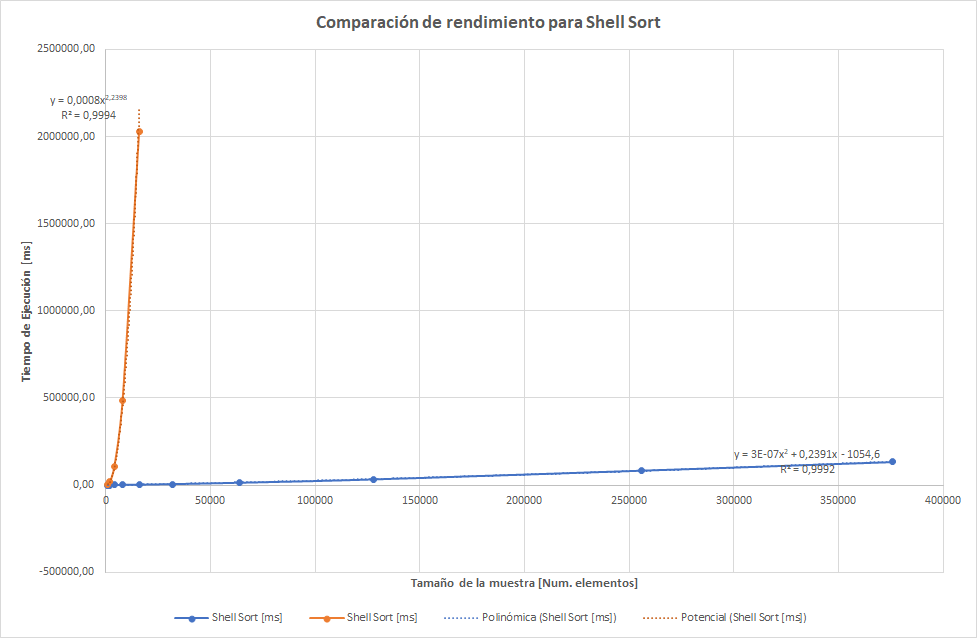 Comparación de rendimiento para Shell Sort
2500000,00
y = 0,0008x^2,2398
R² = 0,9994
2000000,00
1500000,00
Tiempo de Ejecución [ms]
1000000,00
500000,00
y = 3E-07x² + 0,2391x - 1054,6
R² = 0,9992
0,00
0 50000 100000 150000 200000 250000 300000 350000 400000
-500000,00
Tamaño de la muestra [Num. elementos]
Shell Sort [ms] Shell Sort [ms] Polinómica (Shell Sort [ms]) Potencial (Shell Sort [ms])